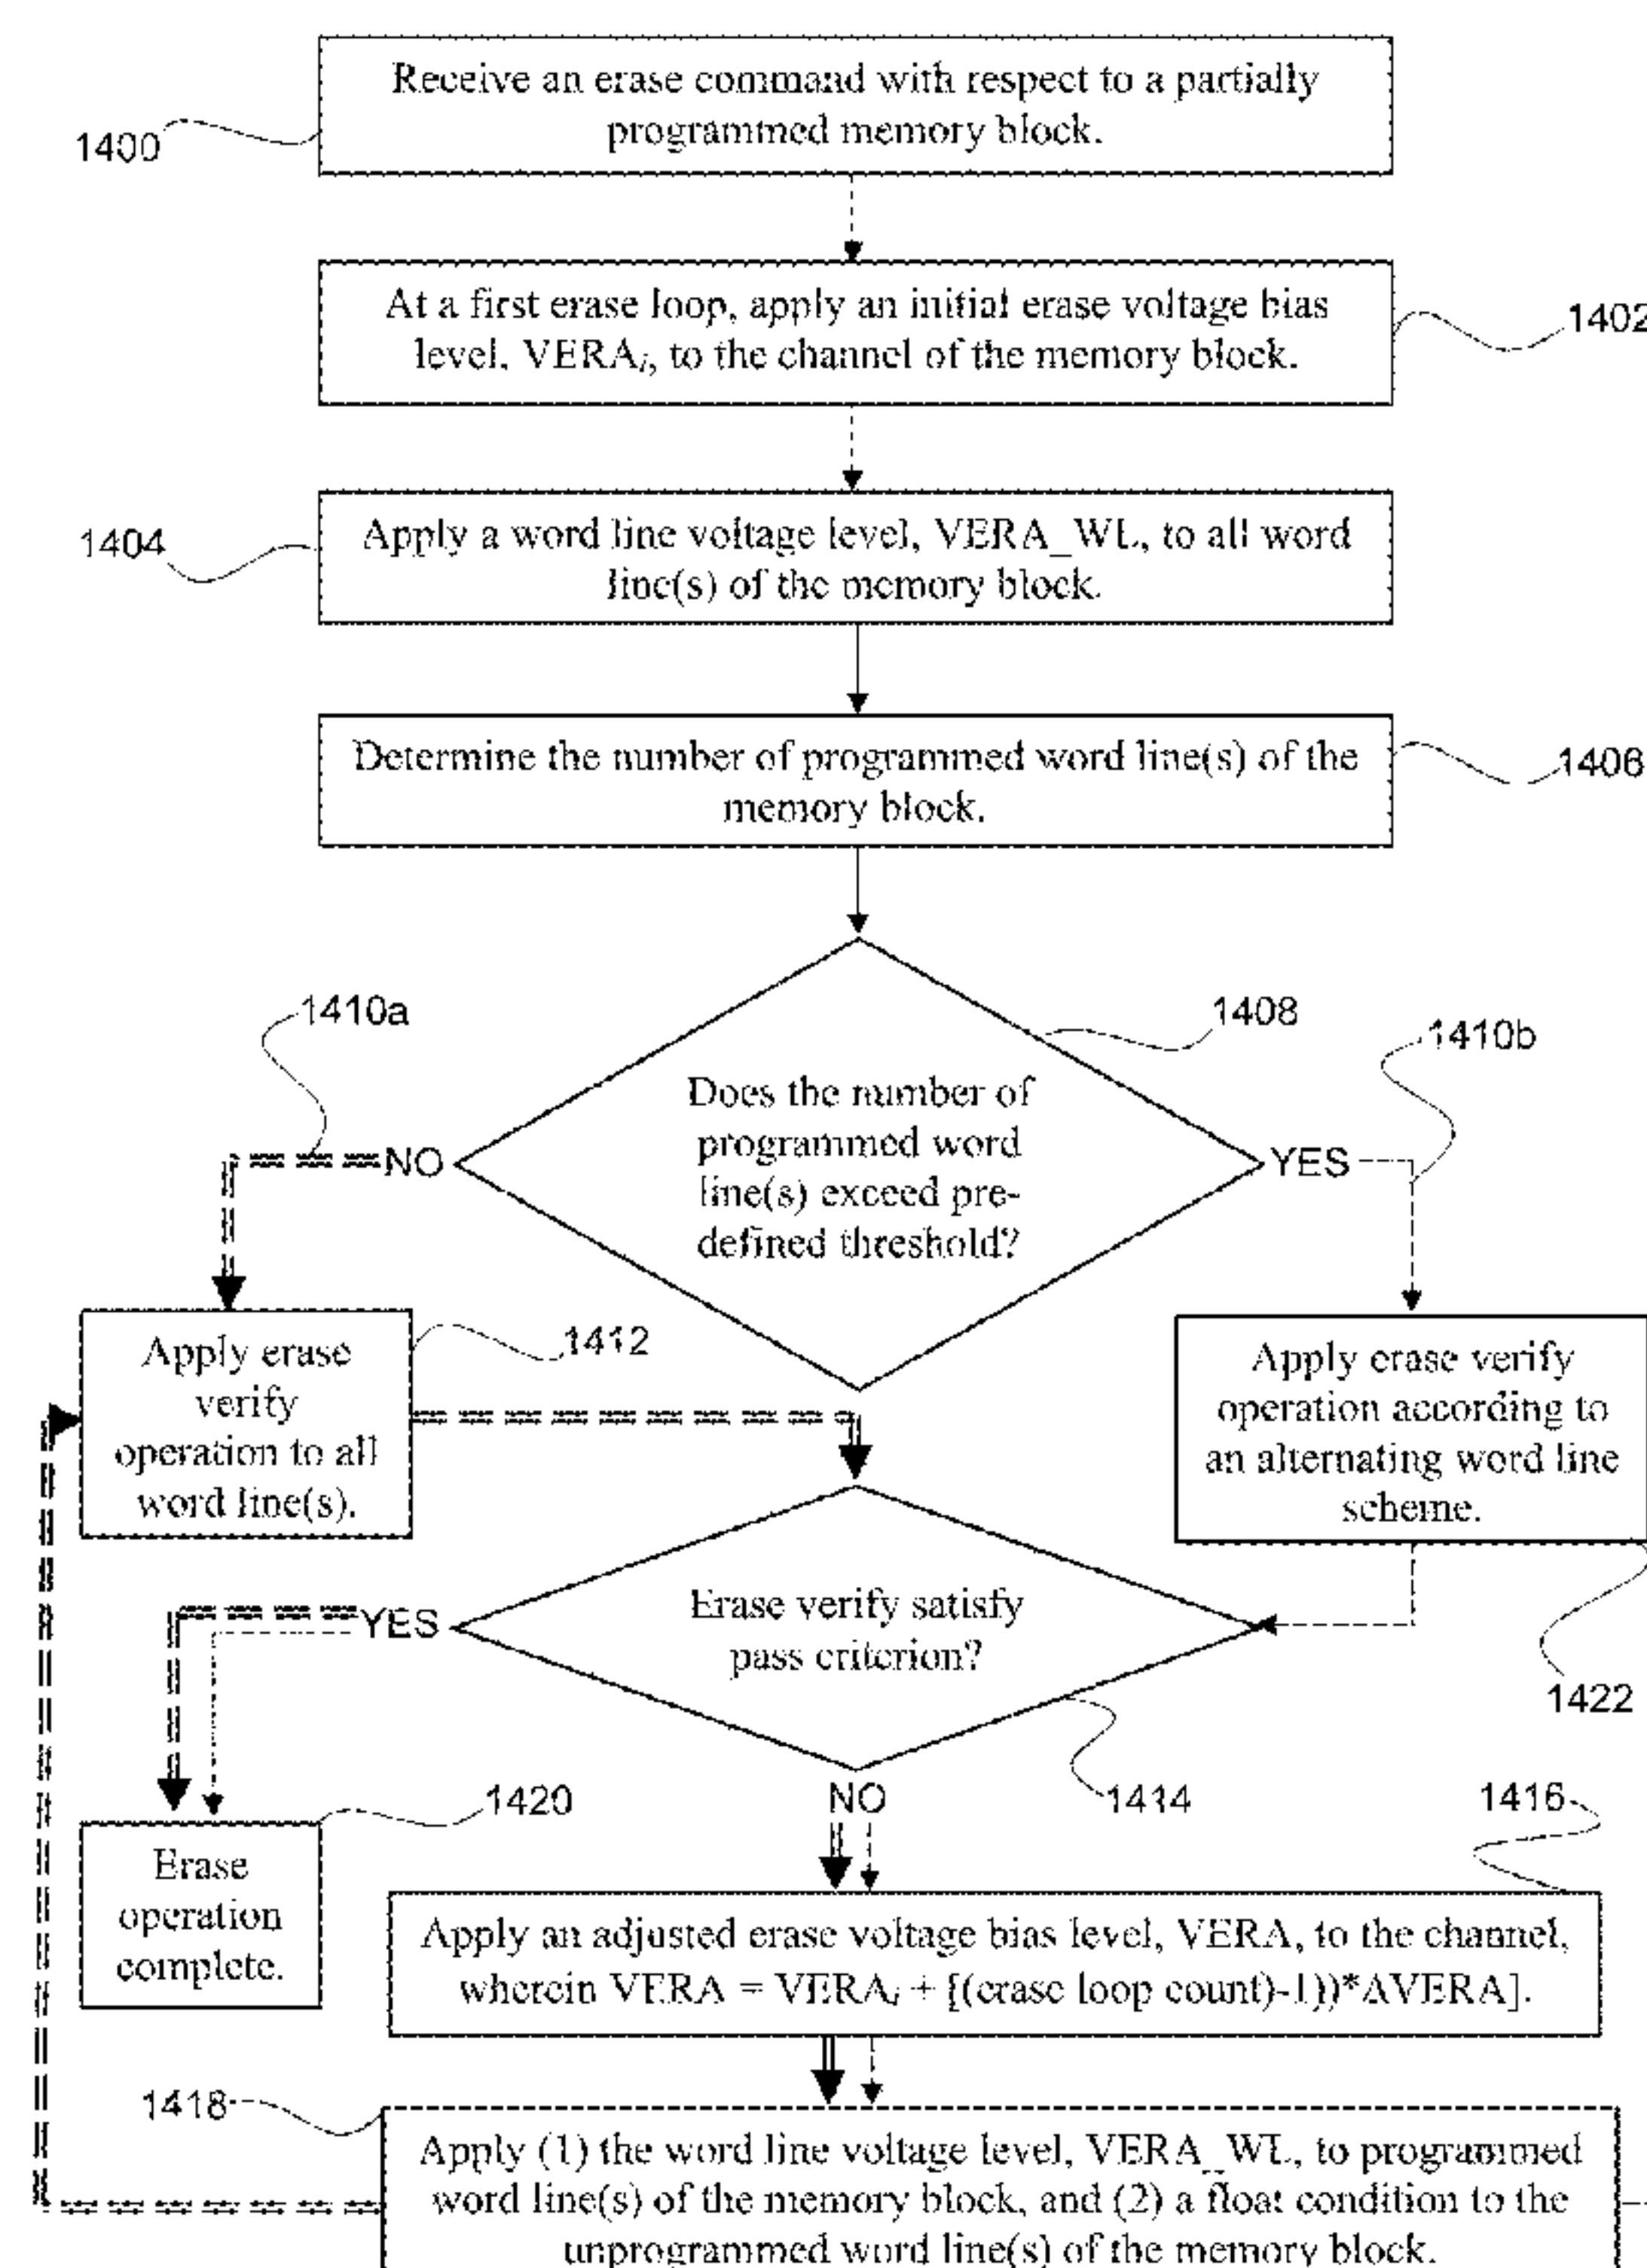 Receive an erase command with respect to a partially
programmed memory block.
1400
At a first erase loop, apply an initial erase voltage bias
level, VERAi, to the channel of the memory block.
1402
Apply a word line voltage level, VERA_WL, to all word
line(s) of the memory block.
1404
Determine the number of programmed word line(s) of the
memory block.
1406
1410a
1408
1410b
Does the number of
programmed word
line(s) exceed pre-
defined threshold?
NO
YES
Apply erase
verify
operation to all
word line(s).
1412
Apply erase verify
operation according to
an alternating word line
scheme.
1422
Erase verify satisfy
pass criterion?
YES
NO
1414
1420
1416
Erase
operation
complete.
Apply an adjusted erase voltage bias level, VERA, to the channel,
wherein VERA = VERAi + [(erase loop count)-1))*ΔVERA].
1418
Apply (1) the word line voltage level, VERA_WL, to programmed
word line(s) of the memory block, and (2) a float condition to the
unprogrammed word line(s) of the memory block.